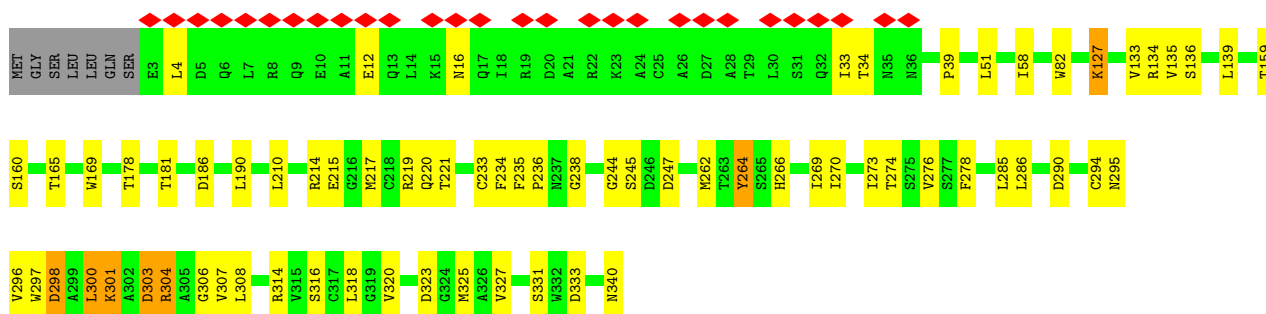 MET GLY SER LEU LEU GLN SER E3 L4 D5 Q6 L7 R8 Q9 E10 A11 E12 Q13 L14 K15 N16 Q17 I18 R19 D20 A21 R22 K23 A24 C25 A26 D27 A28 T29 L30 S31 Q32 I33 T34 N35 N36 P39 L51 I58 W82 K127 V133 R134 V135 S136 L139 T159
S160 T165 W169 T178 T181 D186 L190 L210 R214 E215 G216 M217 C218 R219 Q220 T221 C233 F234 F235 P236 N237 G238 G244 S245 D246 D247 M262 T263 Y264 S265 H266 I269 I270 I273 T274 S275 V276 S277 F278 L285 L286 D290 C294 N295
V296 W297 D298 A299 L300 K301 A302 D303 R304 A305 G306 V307 L308 R314 V315 S316 C317 L318 G319 V320 D323 G324 M325 A326 V327 S331 W332 D333 N340